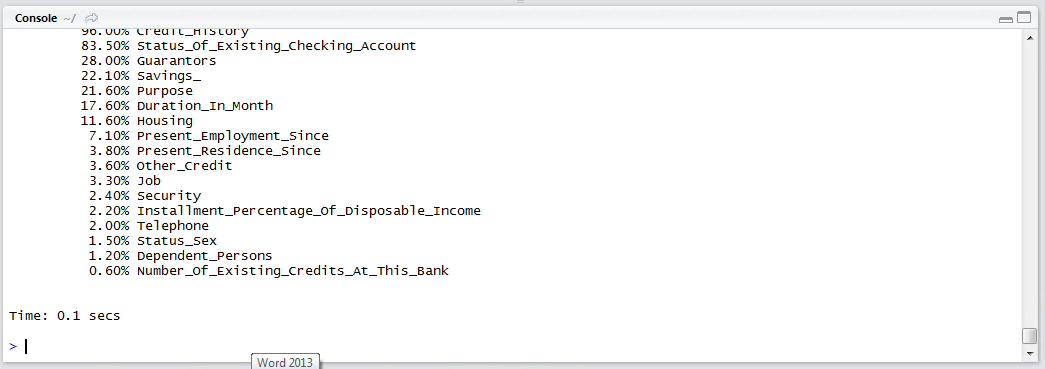 Console ~/
96.00% Credit_History
83.50% Status_Of_Existing_Checking_Account
28.00% Guarantors
22.10% Savings_
21.60% Purpose
17.60% Duration_In_Month
11.60% Housing
7.10% Present_Employment_Since
3.80% Present_Residence_Since
3.60% Other_Credit
3.30% Job
2.40% Security
2.20% Installment_Percentage_Of_Disposable_Income
2.00% Telephone
1.50% Status_Sex
1.20% Dependent_Persons
0.60% Number_Of_Existing_Credits_At_This_Bank
Time: 0.1 secs
>
Word 2013